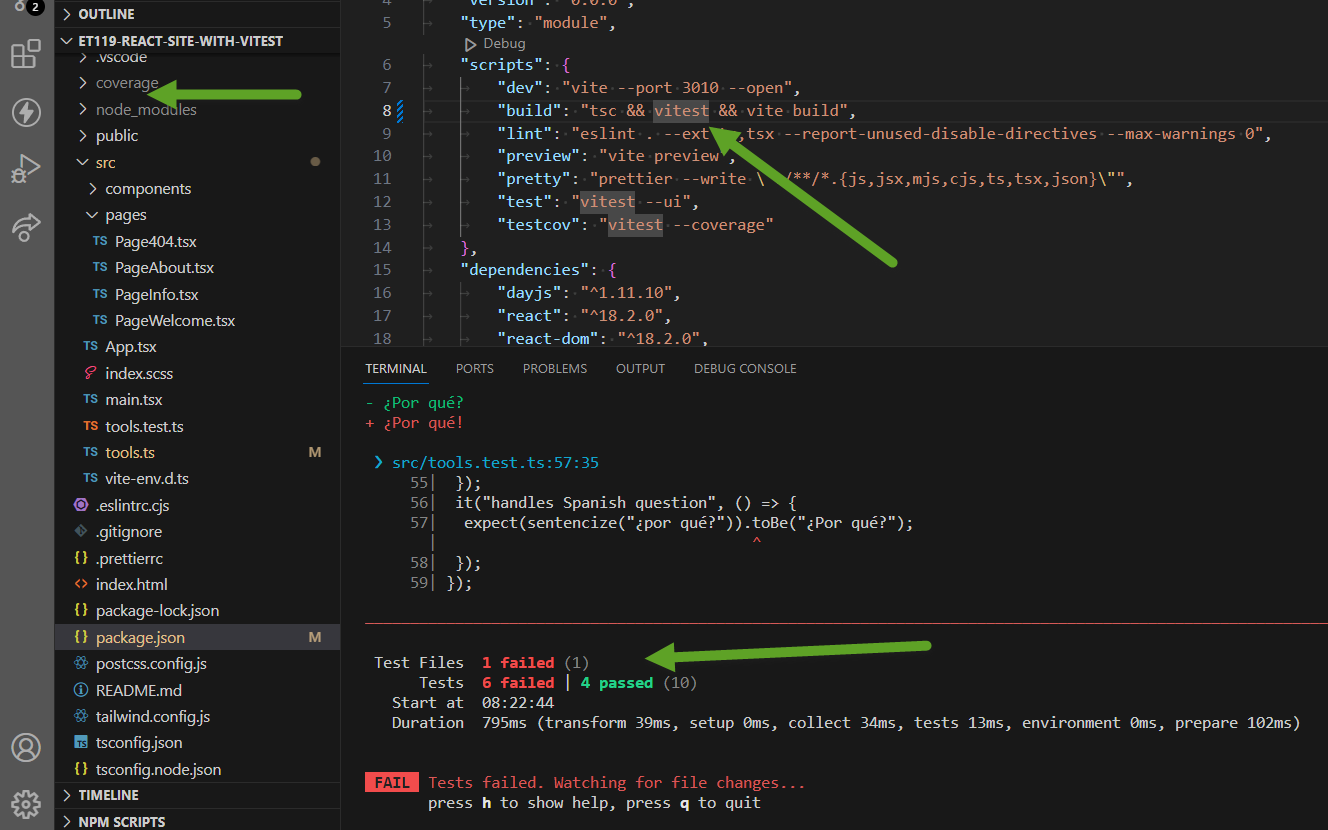 2
OUTLINE
ET119-REACT-SITE-WITH-VITEST
.vscode
coverage
node_modules
public
src
components
pages
TS Page404.tsx
TS PageAbout.tsx
TS PageInfo.tsx
TS PageWelcome.tsx
TS App.tsx
index.scss
TS main.tsx
TS tools.test.ts
TS tools.ts M
TS vite-env.d.ts
.eslintrc.cjs
.gitignore
{} .prettierrc
<> index.html
{} package-lock.json
{} package.json M
postcss.config.js
README.md
tailwind.config.js
TS tsconfig.json
{} tsconfig.node.json
TIMELINE
NPM SCRIPTS
4 "version": "0.0.0",
5 "type": "module",
Debug
6 "scripts": {
7 "dev": "vite --port 3010 --open",
8 "build": "tsc && vitest && vite build",
9 "lint": "eslint . --ext ,tsx --report-unused-disable-directives --max-warnings 0",
10 "preview": "vite preview",
11 "pretty": "prettier --write \ /**/*.{js,jsx,mjs,cjs,ts,tsx,json}\"",
12 "test": "vitest --ui",
13 "testcov": "vitest --coverage"
14 },
15 "dependencies": {
16 "dayjs": "^1.11.10",
17 "react": "^18.2.0",
18 "react-dom": "^18.2.0",
TERMINAL PORTS PROBLEMS OUTPUT DEBUG CONSOLE
- ¿Por qué?
+ ¿Por qué!
❯ src/tools.test.ts:57:35
55| });
56| it("handles Spanish question", () => {
57| expect(sentencize("¿por qué?")).toBe("¿Por qué?");
| ^
58| });
59| });
Test Files 1 failed (1)
Tests 6 failed | 4 passed (10)
Start at 08:22:44
Duration 795ms (transform 39ms, setup 0ms, collect 34ms, tests 13ms, environment 0ms, prepare 102ms)
FAIL Tests failed. Watching for file changes...
press h to show help, press q to quit